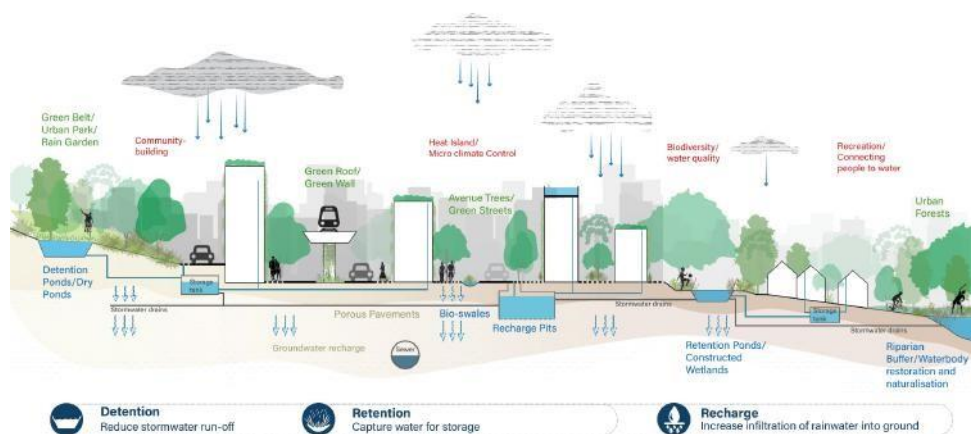 Green Belt/
Urban Park/
Rain Garden
Community-
building
Green Roof/
Green Wall
Heat Island/
Micro climate Control
Avenue Trees/
Green Streets
Biodiversity/
water quality
Recreation/
Connecting
people to water
Urban
Forests
Detention
Ponds/Dry
Ponds
Storage
tank
Stormwater drains
Porous Pavements
Bio-swales
Recharge Pits
Stormwater drains
Groundwater recharge
Sewer
Retention Ponds/
Constructed
Wetlands
Storage
tank
Stormwater drains
Riparian
Buffer/Waterbody
restoration and
naturalisation
Detention
Reduce stormwater run-off
Retention
Capture water for storage
Recharge
Increase infiltration of rainwater into ground